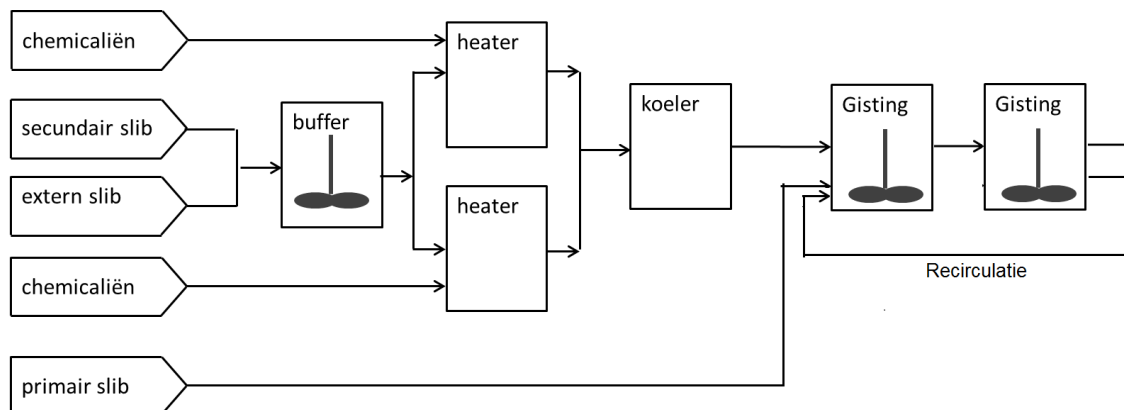 chemicaliën
heater
secundair slib
buffer
koeler
Gisting
Gisting
extern slib
heater
chemicaliën
Recirculatie
primair slib